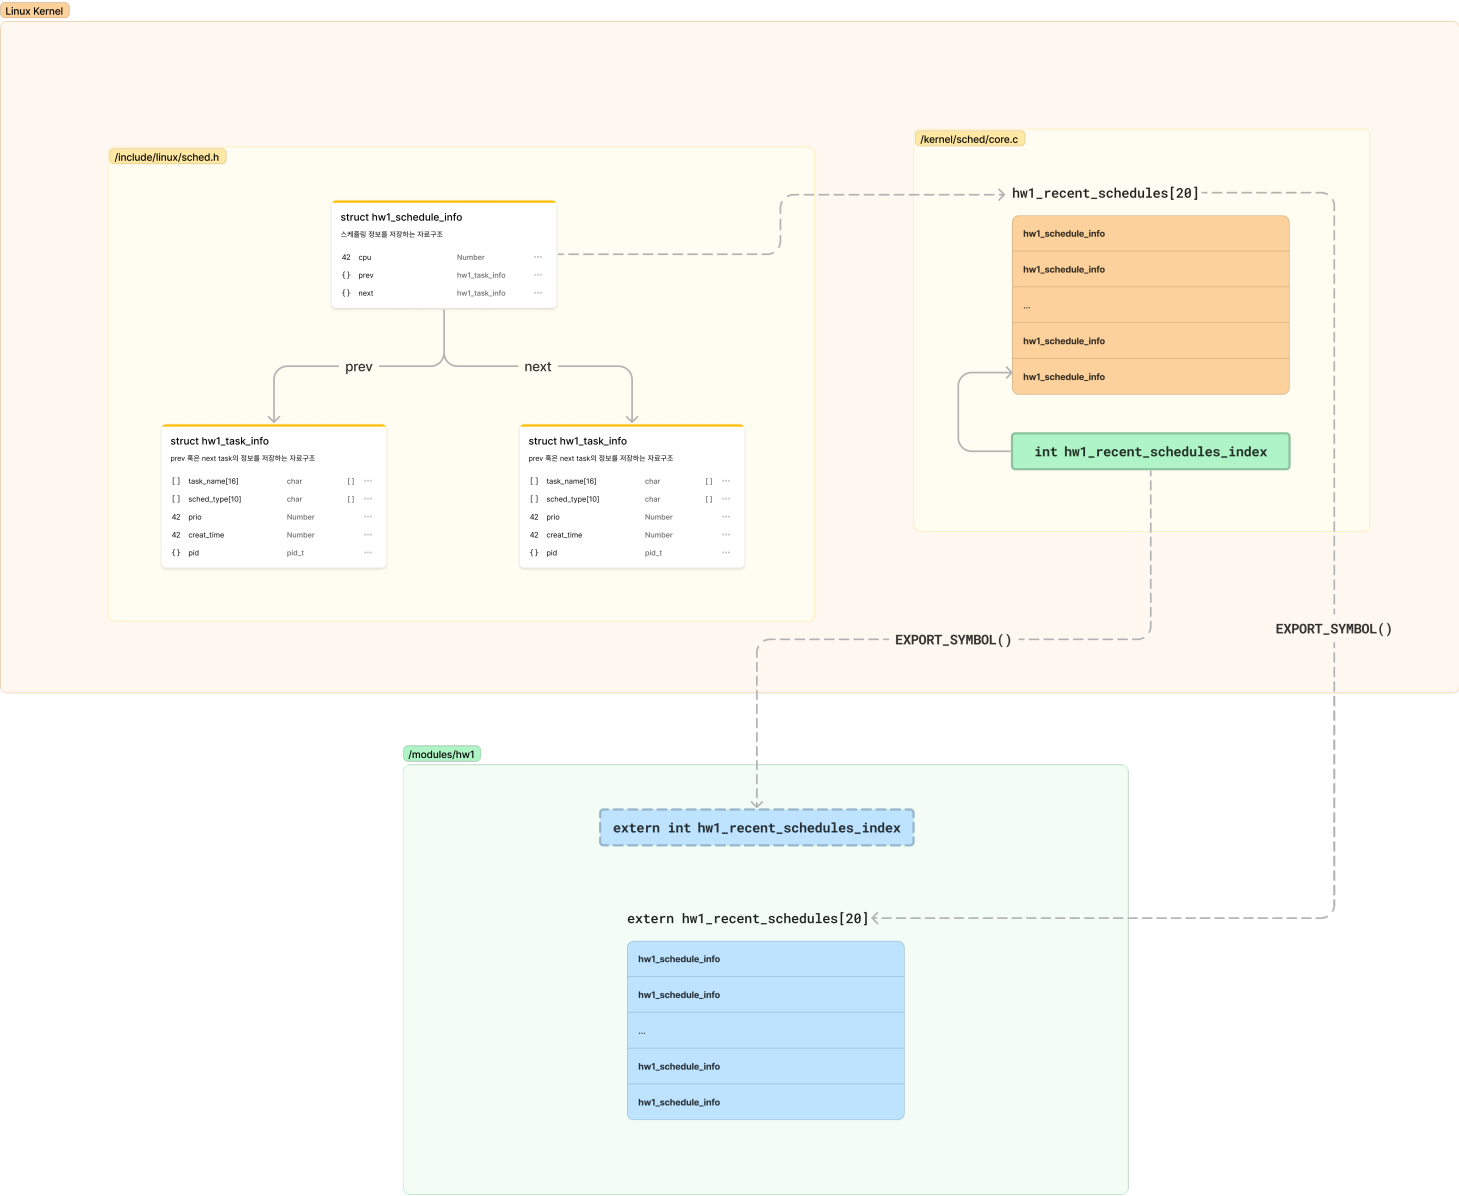 Linux Kernel
/include/linux/sched.h
struct hw1_schedule_info
스케쥴링 정보를 저장하는 자료구조
42 cpu Number ...
{} prev hw1_task_info ...
{} next hw1_task_info ...
prev
next
struct hw1_task_info
prev 혹은 next task의 정보를 저장하는 자료구조
[] task_name[16] char [] ...
[] sched_type[10] char [] ...
42 prio Number ...
42 creat_time Number ...
{} pid pid_t ...
struct hw1_task_info
prev 혹은 next task의 정보를 저장하는 자료구조
[] task_name[16] char [] ...
[] sched_type[10] char [] ...
42 prio Number ...
42 creat_time Number ...
{} pid pid_t ...
/kernel/sched/core.c
hw1_recent_schedules[20]
hw1_schedule_info
hw1_schedule_info
...
hw1_schedule_info
hw1_schedule_info
int hw1_recent_schedules_index
EXPORT_SYMBOL()
EXPORT_SYMBOL()
/modules/hw1
extern int hw1_recent_schedules_index
extern hw1_recent_schedules[20]
hw1_schedule_info
hw1_schedule_info
...
hw1_schedule_info
hw1_schedule_info